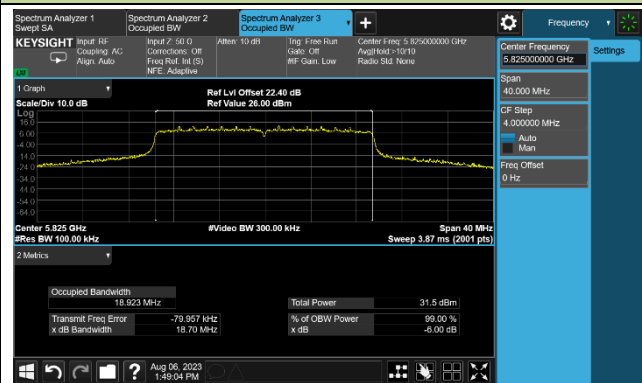 Spectrum Analyzer 1
Swept SA
Spectrum Analyzer 2
Occupied BW
Spectrum Analyzer 3
Occupied BW
Frequency
KEYSIGHT
Input: RF
Coupling: AC
Align: Auto
Input Z: 50 Ω
Corrections: Off
Freq Ref: Int (S)
NFE: Adaptive
Atten: 10 dB
Trig: Free Run
Gate: Off
#IF Gain: Low
Center Freq: 5.825000000 GHz
Avg|Hold:>10/10
Radio Std: None
Center Frequency
5.825000000 GHz
Settings
Span
40.000 MHz
CF Step
4.000000 MHz
Auto
Man
Freq Offset
0 Hz
1 Graph
Scale/Div 10.0 dB
Ref Lvl Offset 22.40 dB
Ref Value 26.00 dBm
Log
16.0
6.00
-4.00
-14.0
-24.0
-34.0
-44.0
-54.0
-64.0
Center 5.825 GHz
#Video BW 300.00 kHz
Span 40 MHz
#Res BW 100.00 kHz
Sweep 3.87 ms (2001 pts)
2 Metrics
Occupied Bandwidth
18.923 MHz
Total Power
31.5 dBm
Transmit Freq Error
-79.957 kHz
% of OBW Power
99.00 %
x dB Bandwidth
18.70 MHz
x dB
-6.00 dB
Aug 06, 2023
1:49:04 PM